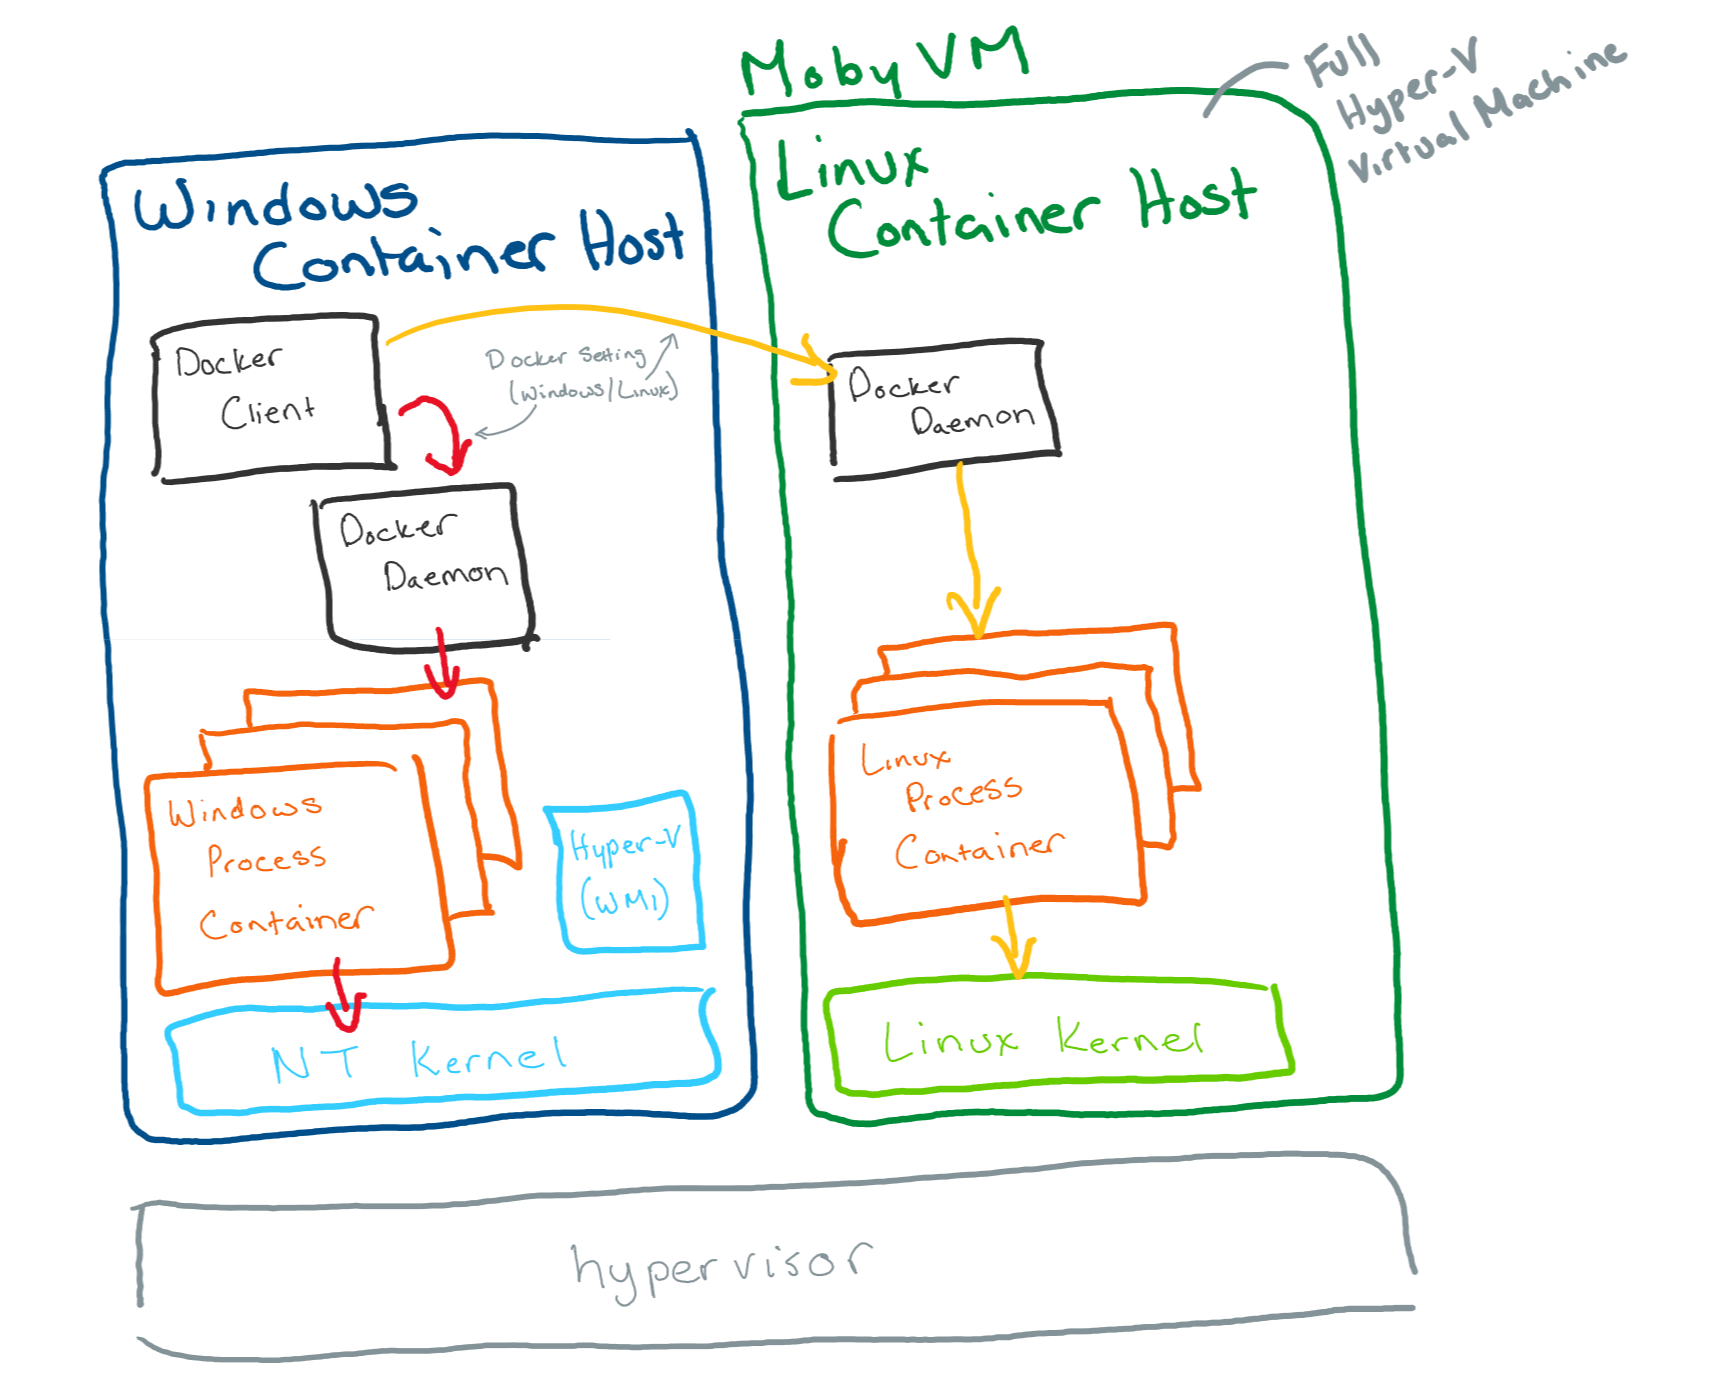 Moby VM
Full
Hyper-V
Virtual Machine
Windows
Container Host
Docker
Client
Docker Setting
(Windows/Linux)
Docker
Daemon
Windows
Process
Container
Hyper-V
(WMI)
NT Kernel
Linux
Container Host
Docker
Daemon
Linux
Process
Container
Linux Kernel
hypervisor